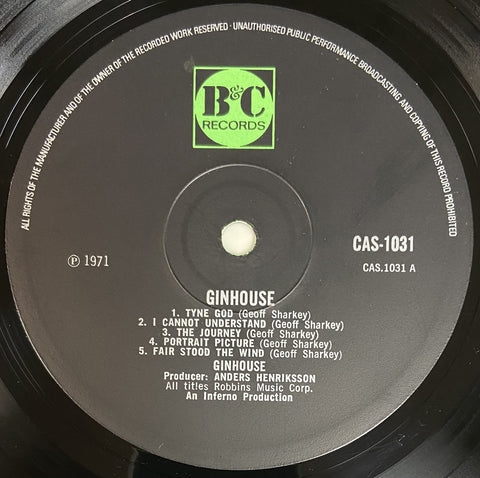 ALL RIGHTS OF THE MANUFACTURER AND OF THE OWNER OF THE RECORDED WORK RESERVED · UNAUTHORISED PUBLIC PERFORMANCE BROADCASTING AND COPYING OF THIS RECORD PROHIBITED
B&C
RECORDS
℗ 1971
CAS-1031
CAS.1031 A
GINHOUSE
1. TYNE GOD (Geoff Sharkey)
2. I CANNOT UNDERSTAND (Geoff Sharkey)
3. THE JOURNEY (Geoff Sharkey)
4. PORTRAIT PICTURE (Geoff Sharkey)
5. FAIR STOOD THE WIND (Geoff Sharkey)
GINHOUSE
Producer: ANDERS HENRIKSSON
All titles Robbins Music Corp.
An Inferno Production